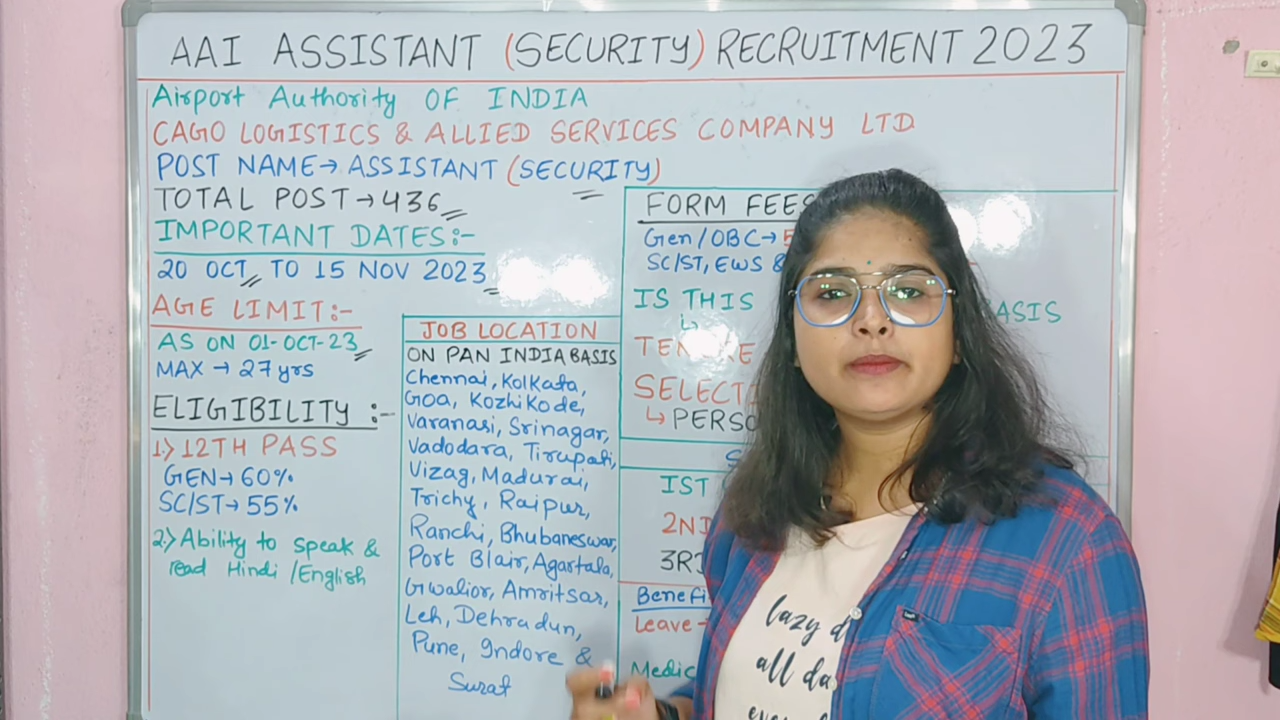 AAI ASSISTANT (SECURITY) RECRUITMENT 2023
Airport Authority OF INDIA
CAGO LOGISTICS & ALLIED SERVICES COMPANY LTD
POST NAME→ ASSISTANT (SECURITY)
TOTAL POST→436
IMPORTANT DATES:-
20 OCT TO 15 NOV 2023
AGE LIMIT:-
AS ON 01-OCT-23
MAX → 27 yrs
ELIGIBILITY :-
1.) 12TH PASS
GEN→ 60%
SC/ST→ 55%
2.) Ability to speak &
read Hindi /English
JOB LOCATION
ON PAN INDIA BASIS
Chennai, Kolkata,
Goa, Kozhikode,
Varanasi, Srinagar,
Vadodara, Tirupati,
Vizag, Madurai,
Trichy, Raipur,
Ranchi, Bhubaneswar,
Port Blair, Agartala,
Gwalior, Amritsar,
Leh, Dehradun,
Pune, Indore &
Surat
FORM FEES
Gen/OBC→ 5
SC/ST, EWS &
IS THIS BASIS
SELECTI
↳ PERSO
IST
2ND
3RD
Benefi
Leave→
Medic
lazy d
all da